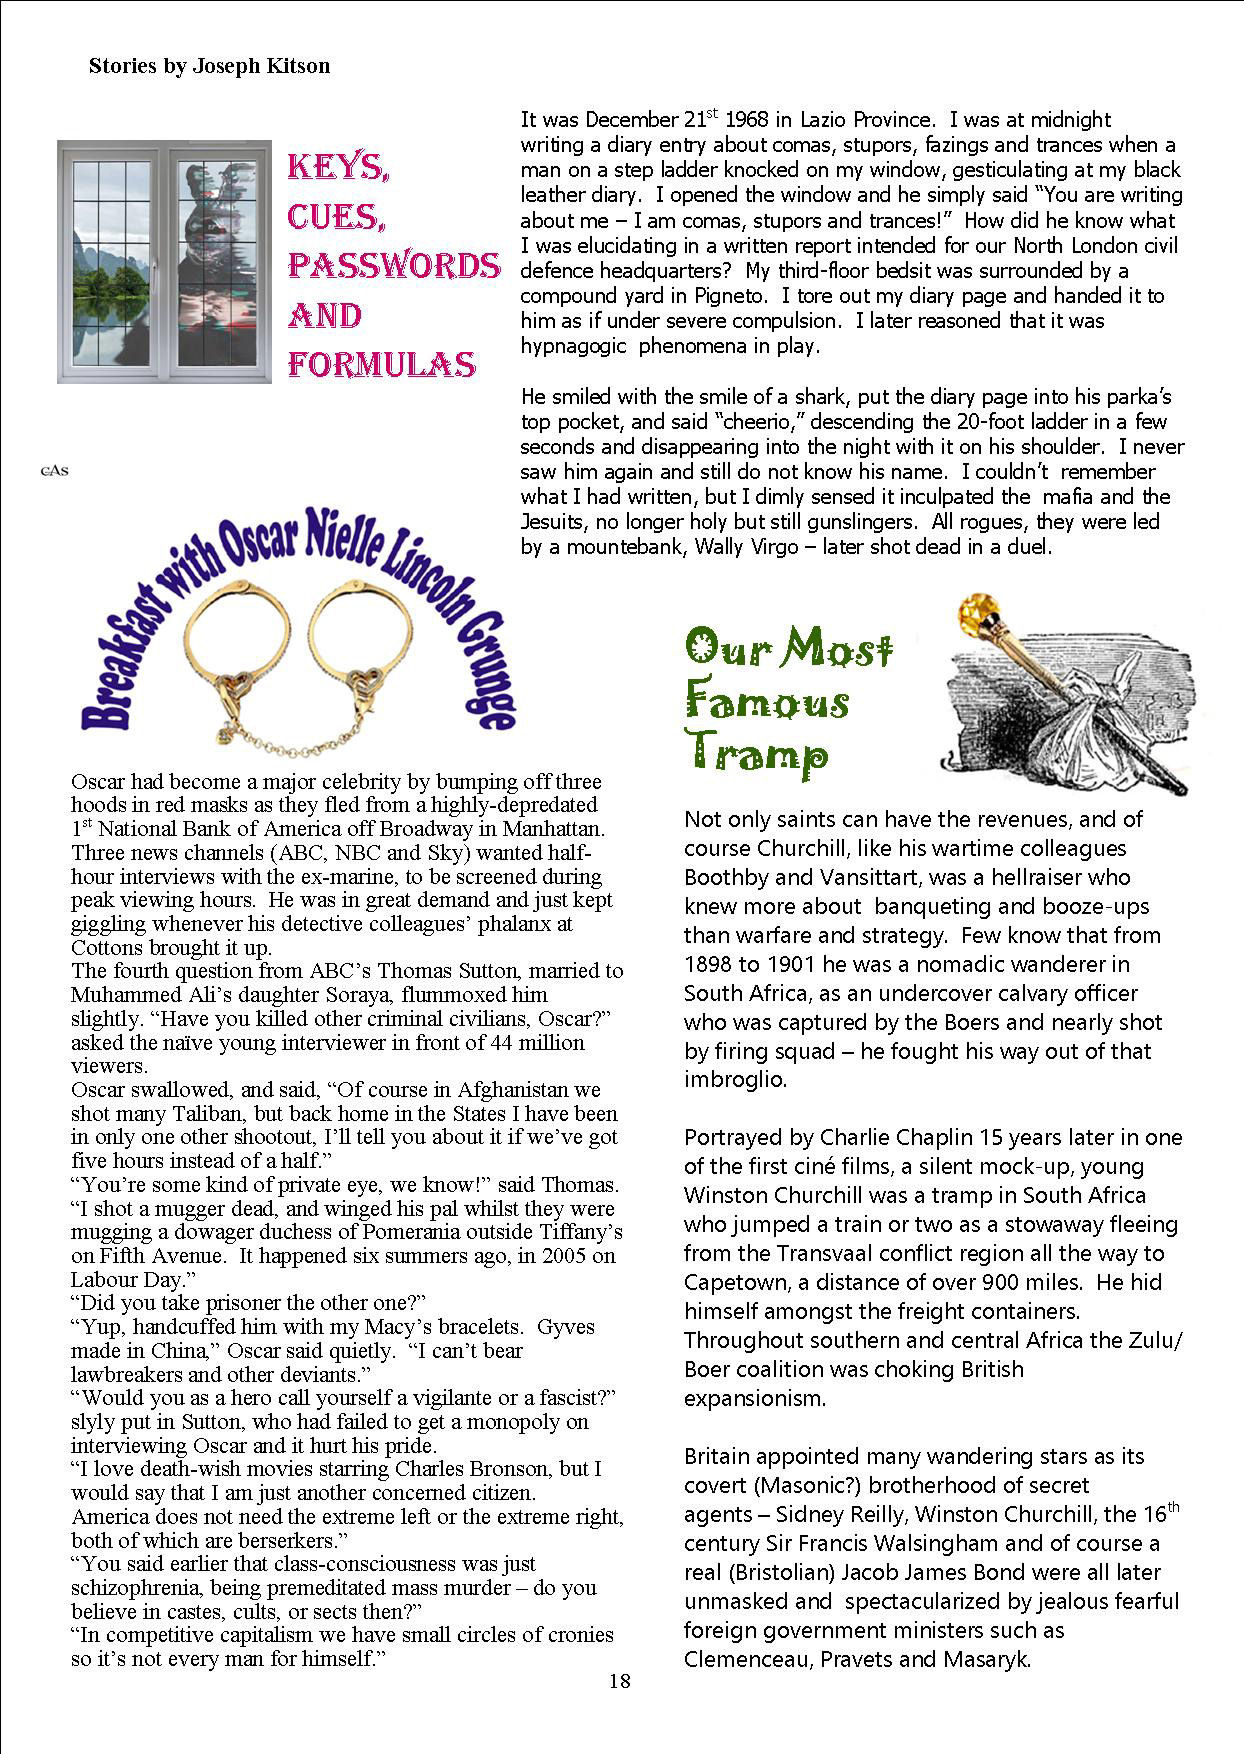 Stories by Joseph Kitson
KEYS,
CUES,
PASSWORDS
AND
FORMULAS
It was December 21st 1968 in Lazio Province.  I was at midnight
writing a diary entry about comas, stupors, fazings and trances when a
man on a step ladder knocked on my window, gesticulating at my black
leather diary.  I opened the window and he simply said “You are writing
about me – I am comas, stupors and trances!”  How did he know what
I was elucidating in a written report intended for our North London civil
defence headquarters?  My third-floor bedsit was surrounded by a
compound yard in Pigneto.  I tore out my diary page and handed it to
him as if under severe compulsion.  I later reasoned that it was
hypnagogic  phenomena in play.
He smiled with the smile of a shark, put the diary page into his parka’s
top pocket, and said “cheerio,” descending the 20-foot ladder in a few
seconds and disappearing into the night with it on his shoulder.  I never
saw him again and still do not know his name.  I couldn’t  remember
what I had written, but I dimly sensed it inculpated the  mafia and the
Jesuits, no longer holy but still gunslingers.  All rogues, they were led
by a mountebank, Wally Virgo – later shot dead in a duel.
cAs
Breakfast with Oscar Nielle Lincoln Grunge
Oscar had become a major celebrity by bumping off three
hoods in red masks as they fled from a highly-depredated
1st National Bank of America off Broadway in Manhattan.
Three news channels (ABC, NBC and Sky) wanted half-
hour interviews with the ex-marine, to be screened during
peak viewing hours.  He was in great demand and just kept
giggling whenever his detective colleagues’ phalanx at
Cottons brought it up.
The fourth question from ABC’s Thomas Sutton, married to
Muhammed Ali’s daughter Soraya, flummoxed him
slightly. “Have you killed other criminal civilians, Oscar?”
asked the naïve young interviewer in front of 44 million
viewers.
Oscar swallowed, and said, “Of course in Afghanistan we
shot many Taliban, but back home in the States I have been
in only one other shootout, I’ll tell you about it if we’ve got
five hours instead of a half.”
“You’re some kind of private eye, we know!” said Thomas.
“I shot a mugger dead, and winged his pal whilst they were
mugging a dowager duchess of Pomerania outside Tiffany’s
on Fifth Avenue.  It happened six summers ago, in 2005 on
Labour Day.”
“Did you take prisoner the other one?”
“Yup, handcuffed him with my Macy’s bracelets.  Gyves
made in China,” Oscar said quietly.  “I can’t bear
lawbreakers and other deviants.”
“Would you as a hero call yourself a vigilante or a fascist?”
slyly put in Sutton, who had failed to get a monopoly on
interviewing Oscar and it hurt his pride.
“I love death-wish movies starring Charles Bronson, but I
would say that I am just another concerned citizen.
America does not need the extreme left or the extreme right,
both of which are berserkers.”
“You said earlier that class-consciousness was just
schizophrenia, being premeditated mass murder – do you
believe in castes, cults, or sects then?”
“In competitive capitalism we have small circles of cronies
so it’s not every man for himself.”
Our Most
Famous
Tramp
Not only saints can have the revenues, and of
course Churchill, like his wartime colleagues
Boothby and Vansittart, was a hellraiser who
knew more about  banqueting and booze-ups
than warfare and strategy.  Few know that from
1898 to 1901 he was a nomadic wanderer in
South Africa, as an undercover calvary officer
who was captured by the Boers and nearly shot
by firing squad – he fought his way out of that
imbroglio.
Portrayed by Charlie Chaplin 15 years later in one
of the first ciné films, a silent mock-up, young
Winston Churchill was a tramp in South Africa
who jumped a train or two as a stowaway fleeing
from the Transvaal conflict region all the way to
Capetown, a distance of over 900 miles.  He hid
himself amongst the freight containers.
Throughout southern and central Africa the Zulu/
Boer coalition was choking British
expansionism.
Britain appointed many wandering stars as its
covert (Masonic?) brotherhood of secret
agents – Sidney Reilly, Winston Churchill, the 16th
century Sir Francis Walsingham and of course a
real (Bristolian) Jacob James Bond were all later
unmasked and  spectacularized by jealous fearful
foreign government ministers such as
Clemenceau, Pravets and Masaryk.
18